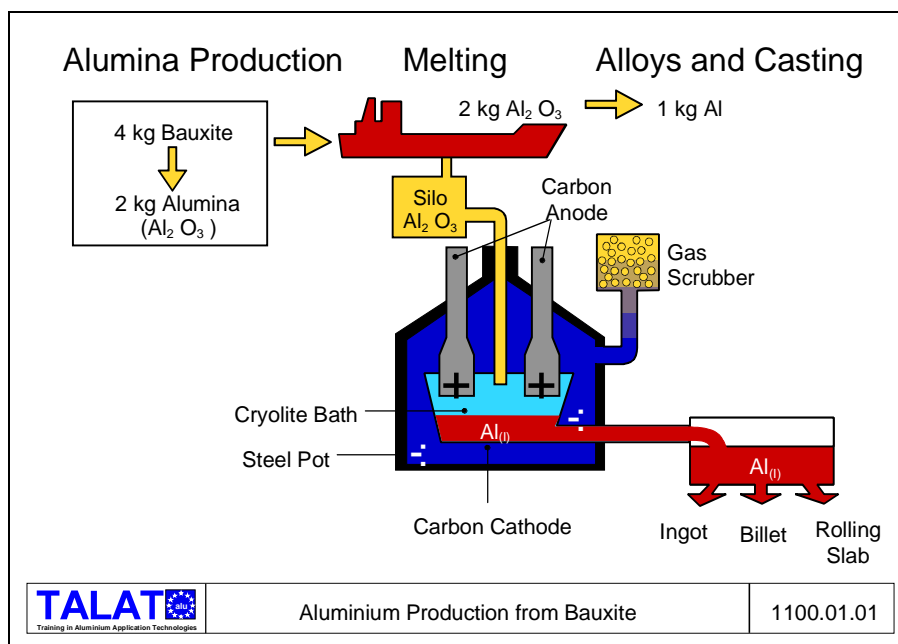 Alumina Production
Melting
Alloys and Casting
4 kg Bauxite
2 kg Alumina
(Al₂ O₃ )
2 kg Al₂ O₃
1 kg Al
Silo
Al₂ O₃
Carbon
Anode
Gas
Scrubber
+
+
Cryolite Bath
Al(l)
Steel Pot
Carbon Cathode
Al(l)
Ingot
Billet
Rolling
Slab
TALAT
alu
Training in Aluminium Application Technologies
Aluminium Production from Bauxite
1100.01.01